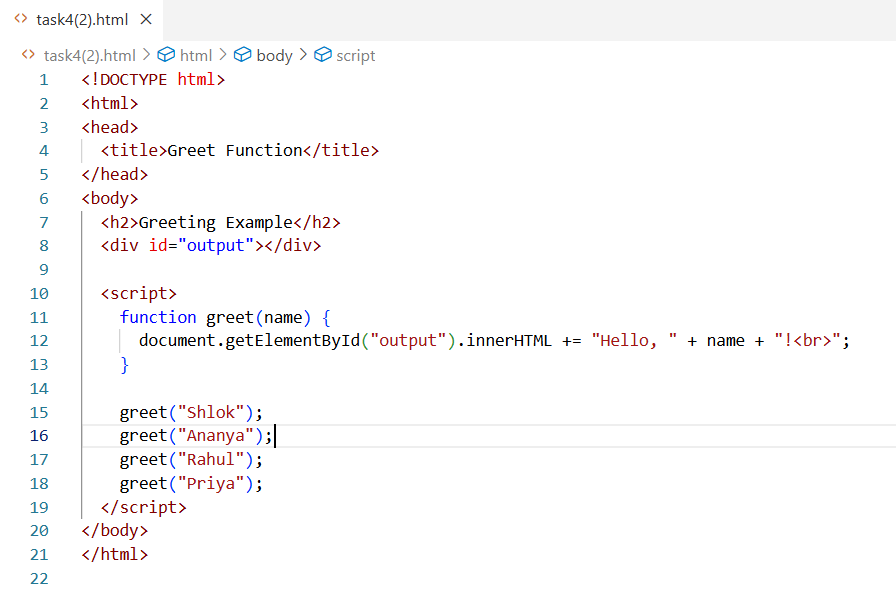 task4(2).html
task4(2).html > html > body > script
1 <!DOCTYPE html>
2 <html>
3 <head>
4   <title>Greet Function</title>
5 </head>
6 <body>
7   <h2>Greeting Example</h2>
8   <div id="output"></div>
9
10   <script>
11     function greet(name) {
12       document.getElementById("output").innerHTML += "Hello, " + name + "!<br>";
13     }
14
15     greet("Shlok");
16     greet("Ananya");
17     greet("Rahul");
18     greet("Priya");
19   </script>
20 </body>
21 </html>
22